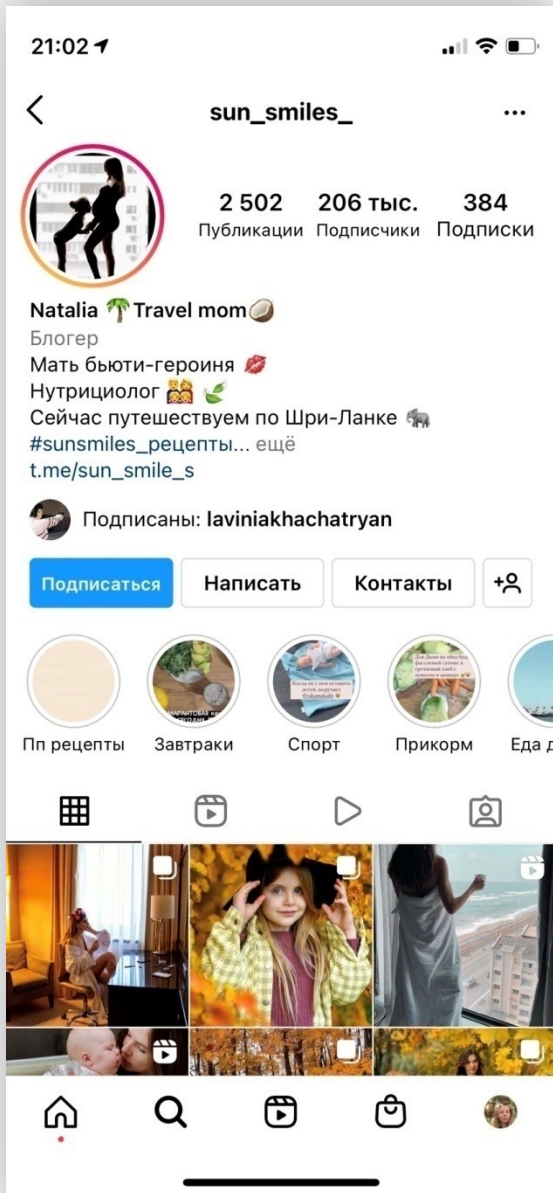 21:02
sun_smiles_
2 502 206 тыс. 384
Публикации Подписчики Подписки
Natalia 🌴Travel mom🥥
Блогер
Мать бьюти-героиня 💋
Нутрициолог 👨‍👩‍👧‍👦 🌿
Сейчас путешествуем по Шри-Ланке 🐘
#sunsmiles_рецепты... ещё
t.me/sun_smile_s
Подписаны: laviniakhachatryan
Подписаться Написать Контакты
Пп рецепты Завтраки Спорт Прикорм Еда д